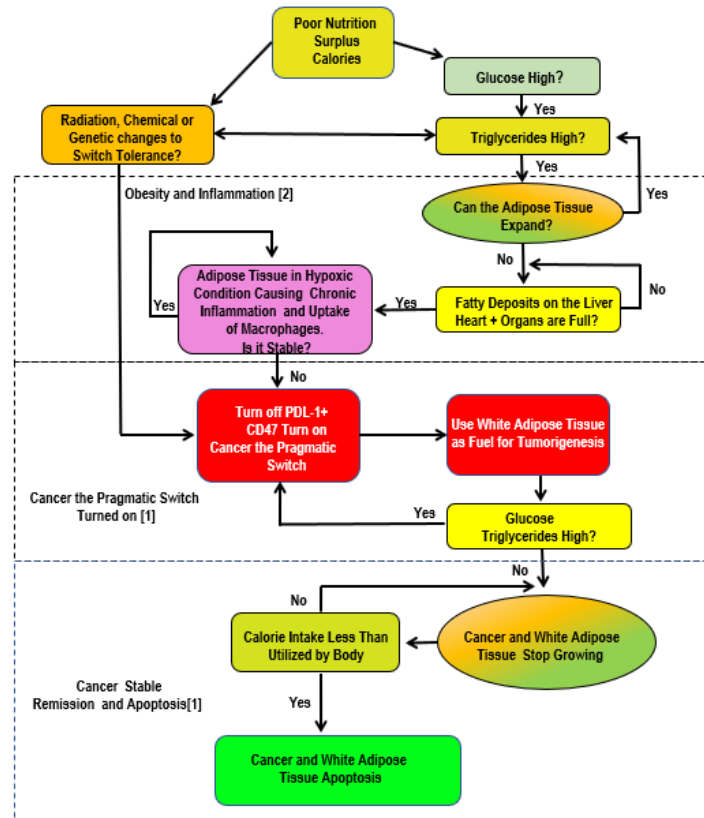 Poor Nutrition
Surplus
Calories
Glucose High?
Yes
Radiation, Chemical or
Genetic changes to
Switch Tolerance?
Triglycerides High?
Yes
Yes
Obesity and Inflammation [2]
Can the Adipose Tissue
Expand?
No
No
Adipose Tissue in Hypoxic
Condition Causing Chronic
Inflammation and Uptake
of Macrophages.
Is it Stable?
Yes
Yes
Fatty Deposits on the Liver
Heart + Organs are Full?
No
Turn off PDL-1+
CD47 Turn on
Cancer the Pragmatic
Switch
Use White Adipose Tissue
as Fuel for Tumorigenesis
Cancer the Pragmatic Switch
Turned on [1]
Yes
Glucose
Triglycerides High?
No
No
Calorie Intake Less Than
Utilized by Body
Cancer and White Adipose
Tissue Stop Growing
Cancer Stable
Remission and Apoptosis[1]
Yes
Cancer and White Adipose
Tissue Apoptosis